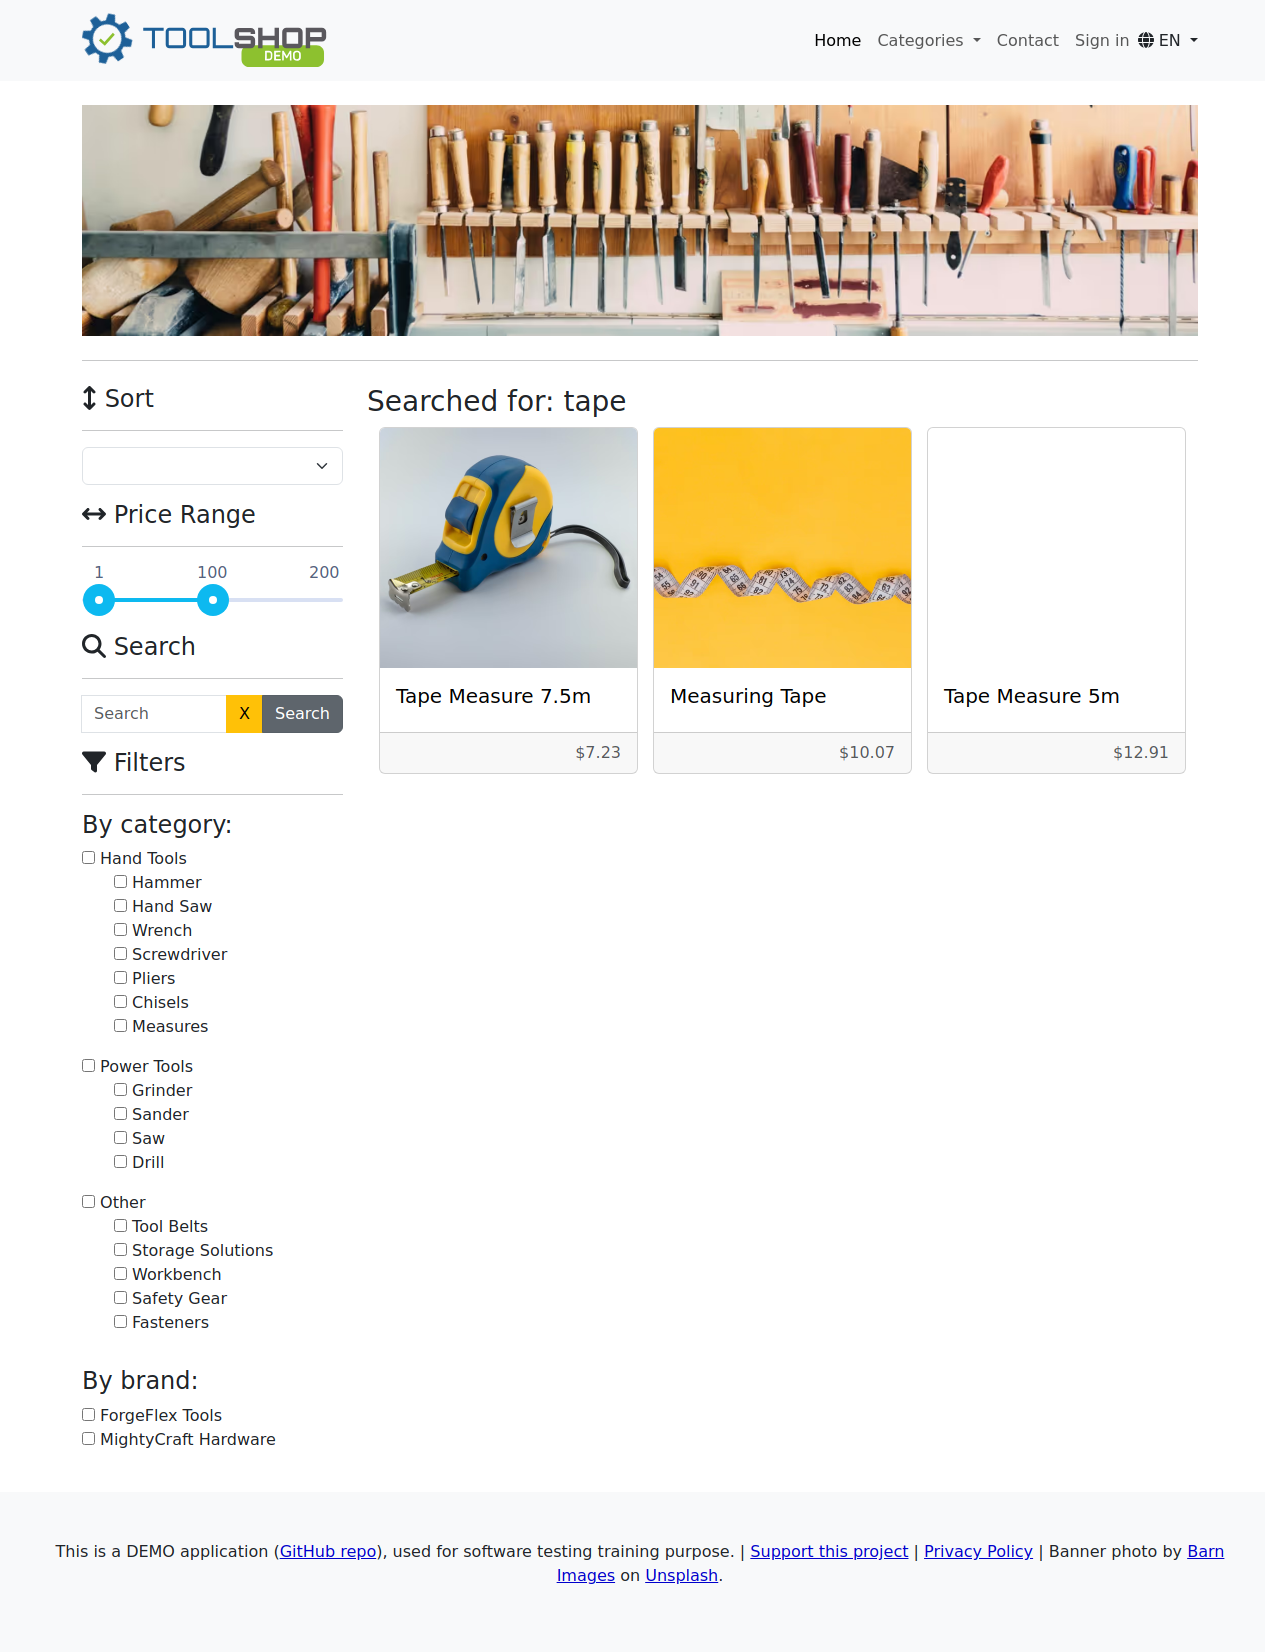 TOOLSHOP
DEMO
Home Categories Contact Sign in EN
Sort
Price Range
1 100 200
Search
Search X Search
Filters
By category:
Hand Tools
Hammer
Hand Saw
Wrench
Screwdriver
Pliers
Chisels
Measures
Power Tools
Grinder
Sander
Saw
Drill
Other
Tool Belts
Storage Solutions
Workbench
Safety Gear
Fasteners
By brand:
ForgeFlex Tools
MightyCraft Hardware
Searched for: tape
Tape Measure 7.5m
$7.23
Measuring Tape
$10.07
Tape Measure 5m
$12.91
This is a DEMO application (GitHub repo), used for software testing training purpose. | Support this project | Privacy Policy | Banner photo by Barn
Images on Unsplash.